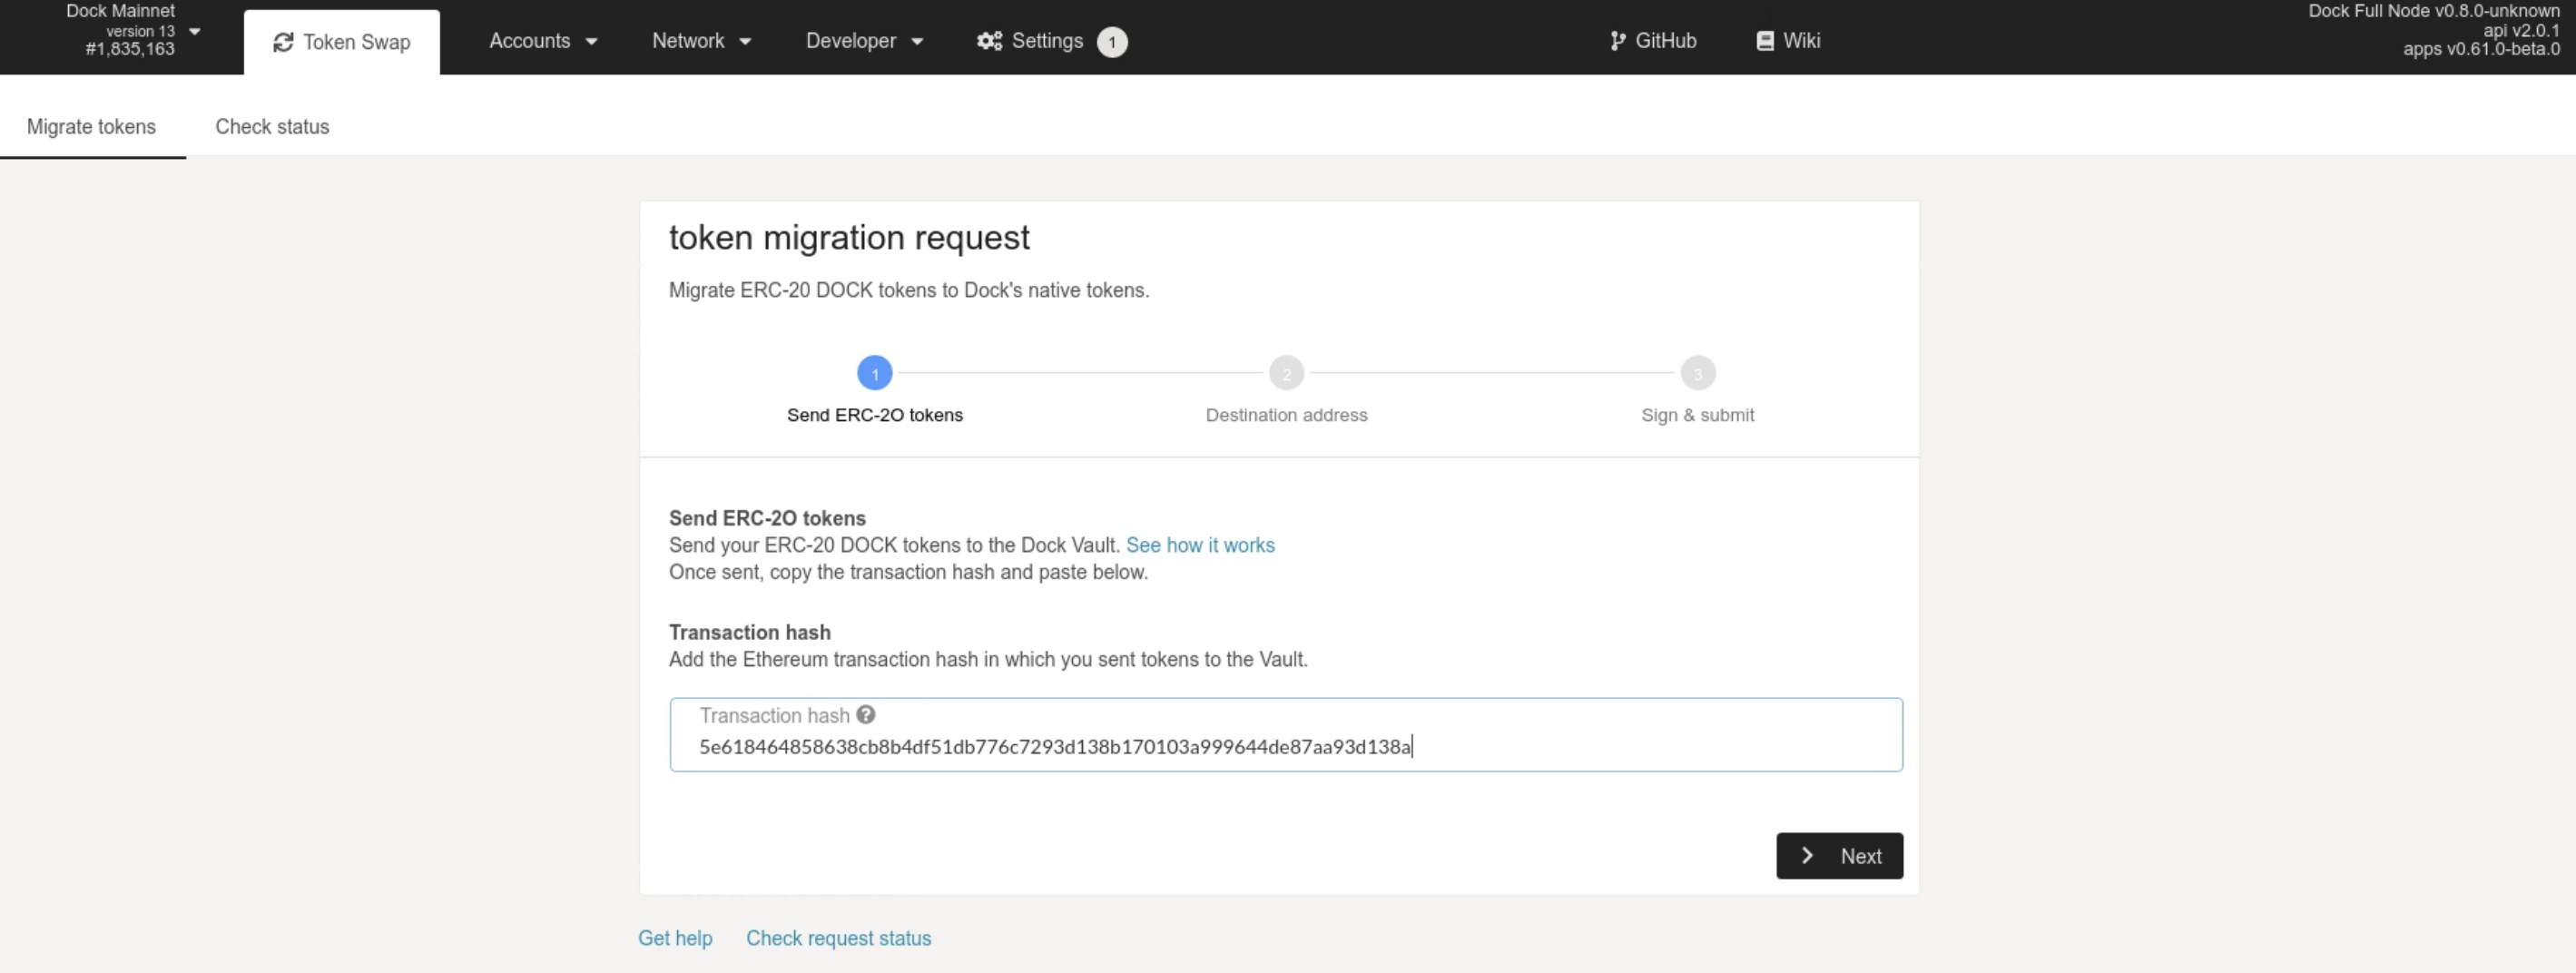 Dock Mainnet
version 13
#1,835,163
Token Swap
Accounts
Network
Developer
Settings
1
GitHub
Wiki
Dock Full Node v0.8.0-unknown
api v2.0.1
apps v0.61.0-beta.0
Migrate tokens
Check status
token migration request
Migrate ERC-20 DOCK tokens to Dock's native tokens.
1
2
3
Send ERC-2O tokens
Destination address
Sign & submit
Send ERC-2O tokens
Send your ERC-20 DOCK tokens to the Dock Vault. See how it works
Once sent, copy the transaction hash and paste below.
Transaction hash
Add the Ethereum transaction hash in which you sent tokens to the Vault.
Transaction hash ?
5e618464858638cb8b4df51db776c7293d138b170103a999644de87aa93d138a
Next
Get help
Check request status